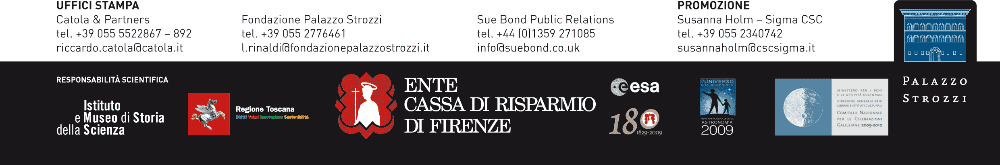 UFFICI STAMPA
Catola & Partners
tel. +39 055 5522867 – 892
riccardo.catola@catola.it
Fondazione Palazzo Strozzi
tel. +39 055 2776461
l.rinaldi@fondazionepalazzostrozzi.it
Sue Bond Public Relations
tel. +44 (0)1359 271085
info@suebond.co.uk
PROMOZIONE
Susanna Holm – Sigma CSC
tel. +39 055 2340742
susannaholm@cscsigma.it
RESPONSABILITÀ SCIENTIFICA
Istituto
e Museo di Storia
della Scienza
Regione Toscana
Diritti Valori Innovazione Sostenibilità
ENTE
CASSA DI RISPARMIO
DI FIRENZE
esa
180
1829-2009
L'UNIVERSO
A TE SCOPRIRLO
ANNO INTERNAZIONALE DELLA
ASTRONOMIA
2009
MINISTERO PER I BENI
E LE ATTIVITÀ CULTURALI
DIREZIONE GENERALE BENI
LIBRARI E ISTITUTI CULTURALI
COMITATO NAZIONALE
PER LE CELEBRAZIONI
GALILEIANE 2009-2010
PALAZZO
STROZZI